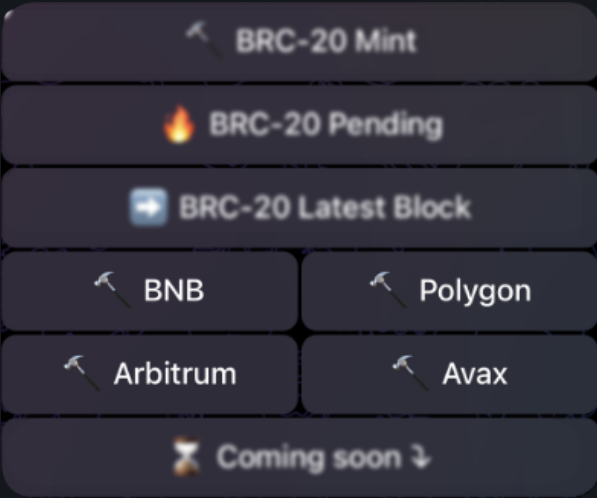 🔨 BRC-20 Mint
🔥 BRC-20 Pending
➡️ BRC-20 Latest Block
🔨 BNB
🔨 Polygon
🔨 Arbitrum
🔨 Avax
⏳ Coming soon ⤵